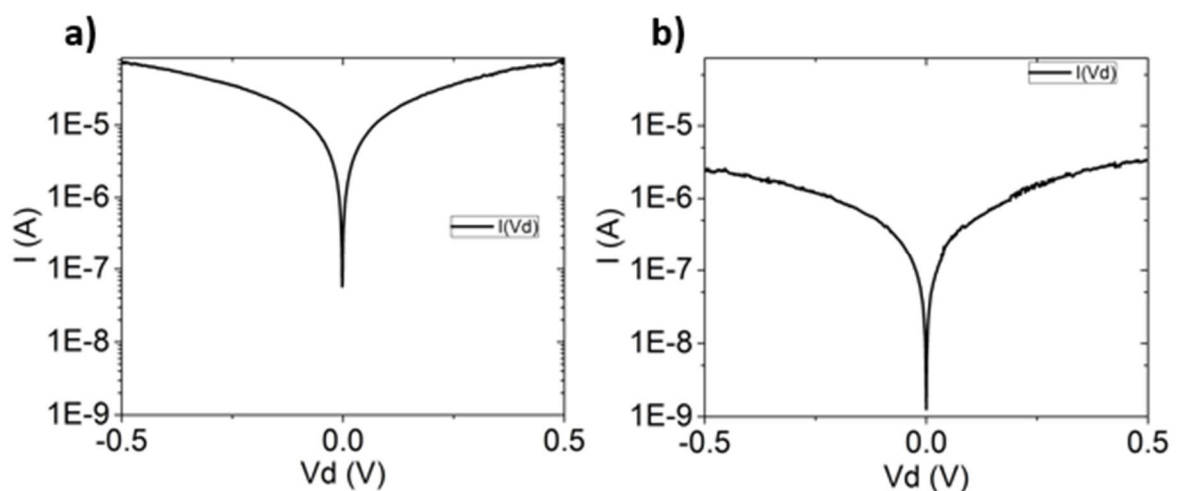 a)
I (A)
1E-5
1E-6
1E-7
1E-8
1E-9
I(Vd)
-0.5
0.0
0.5
Vd (V)
b)
I (A)
1E-5
1E-6
1E-7
1E-8
1E-9
I(Vd)
-0.5
0.0
0.5
Vd (V)